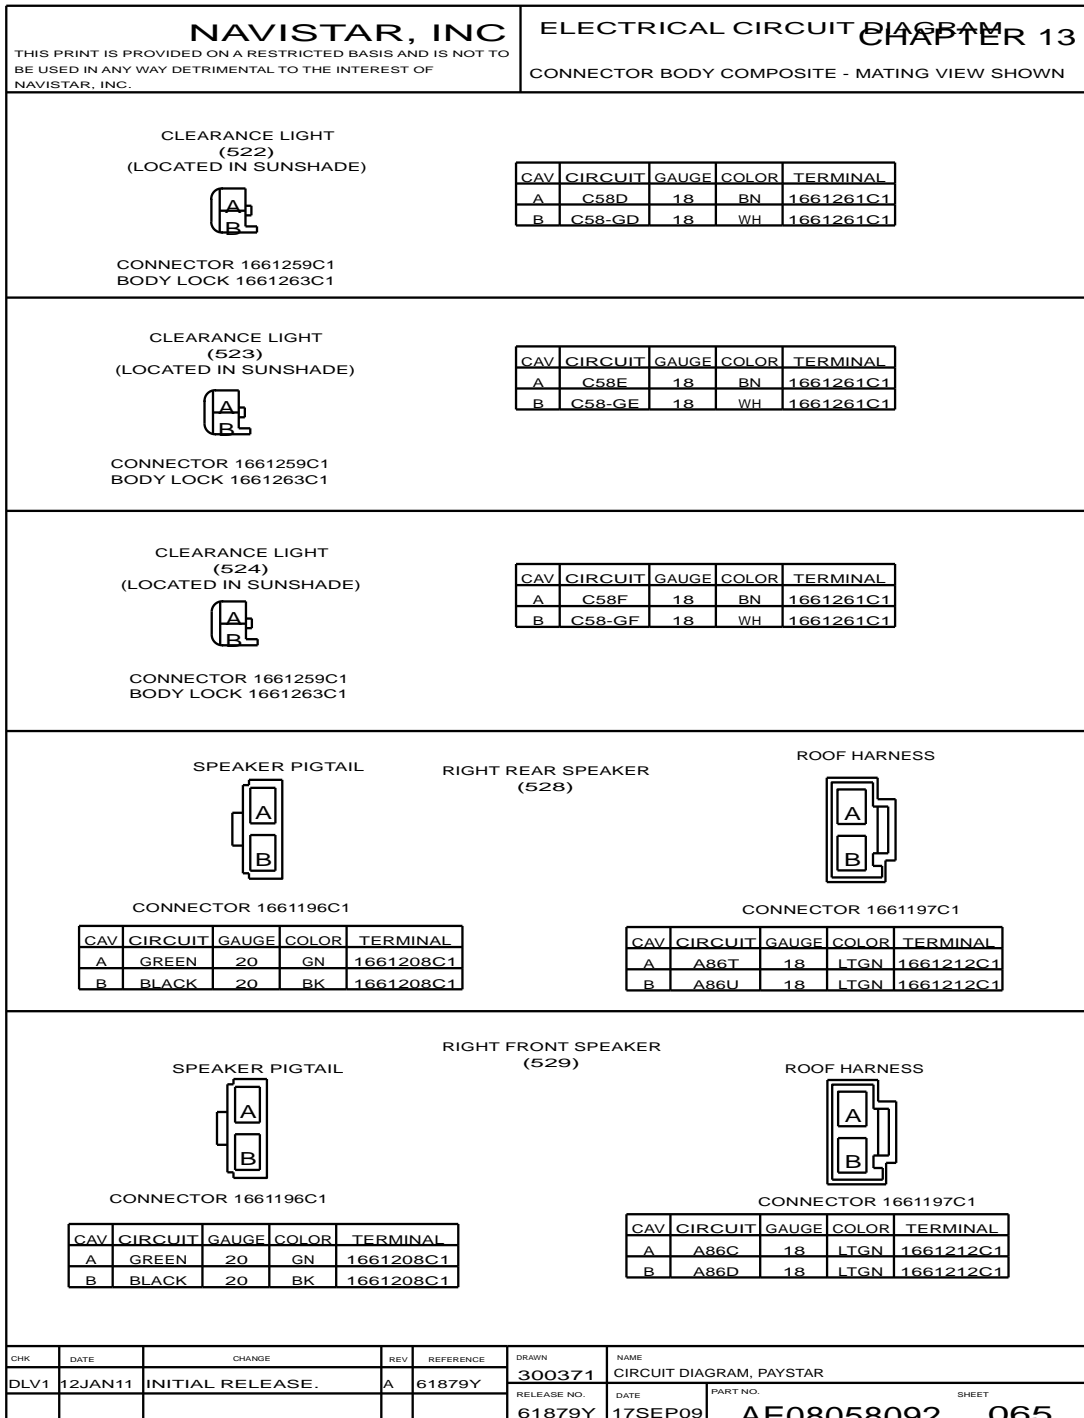 NAVISTAR, INC
THIS PRINT IS PROVIDED ON A RESTRICTED BASIS AND IS NOT TO
BE USED IN ANY WAY DETRIMENTAL TO THE INTEREST OF
NAVISTAR, INC.
ELECTRICAL CIRCUIT DIAGRAM
CHAPTER 13
CONNECTOR BODY COMPOSITE - MATING VIEW SHOWN
CLEARANCE LIGHT
(522)
(LOCATED IN SUNSHADE)
A
B
CONNECTOR 1661259C1
BODY LOCK 1661263C1
CAV CIRCUIT GAUGE COLOR TERMINAL
A C58D 18 BN 1661261C1
B C58-GD 18 WH 1661261C1
CLEARANCE LIGHT
(523)
(LOCATED IN SUNSHADE)
A
B
CONNECTOR 1661259C1
BODY LOCK 1661263C1
CAV CIRCUIT GAUGE COLOR TERMINAL
A C58E 18 BN 1661261C1
B C58-GE 18 WH 1661261C1
CLEARANCE LIGHT
(524)
(LOCATED IN SUNSHADE)
A
B
CONNECTOR 1661259C1
BODY LOCK 1661263C1
CAV CIRCUIT GAUGE COLOR TERMINAL
A C58F 18 BN 1661261C1
B C58-GF 18 WH 1661261C1
RIGHT REAR SPEAKER
(528)
SPEAKER PIGTAIL
A
B
CONNECTOR 1661196C1
CAV CIRCUIT GAUGE COLOR TERMINAL
A GREEN 20 GN 1661208C1
B BLACK 20 BK 1661208C1
ROOF HARNESS
A
B
CONNECTOR 1661197C1
CAV CIRCUIT GAUGE COLOR TERMINAL
A A86T 18 LTGN 1661212C1
B A86U 18 LTGN 1661212C1
RIGHT FRONT SPEAKER
(529)
SPEAKER PIGTAIL
A
B
CONNECTOR 1661196C1
CAV CIRCUIT GAUGE COLOR TERMINAL
A GREEN 20 GN 1661208C1
B BLACK 20 BK 1661208C1
ROOF HARNESS
A
B
CONNECTOR 1661197C1
CAV CIRCUIT GAUGE COLOR TERMINAL
A A86C 18 LTGN 1661212C1
B A86D 18 LTGN 1661212C1
CHK DATE CHANGE REV REFERENCE
DLV1 12JAN11 INITIAL RELEASE. A 61879Y
DRAWN
300371
NAME
CIRCUIT DIAGRAM, PAYSTAR
RELEASE NO.
61879Y
DATE
17SEP09
PART NO.
AE08058092
SHEET
065